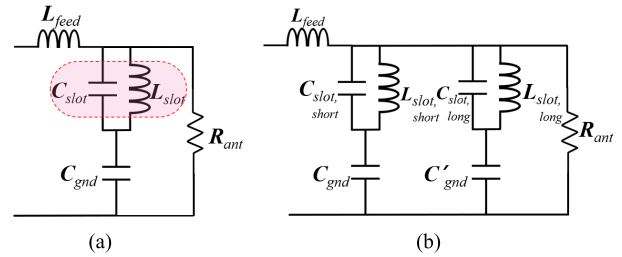 L_feed
C_slot L_slot
R_ant
C_gnd
(a)
L_feed
C_slot, short L_slot, short C_slot, long L_slot, long
R_ant
C_gnd C′_gnd
(b)